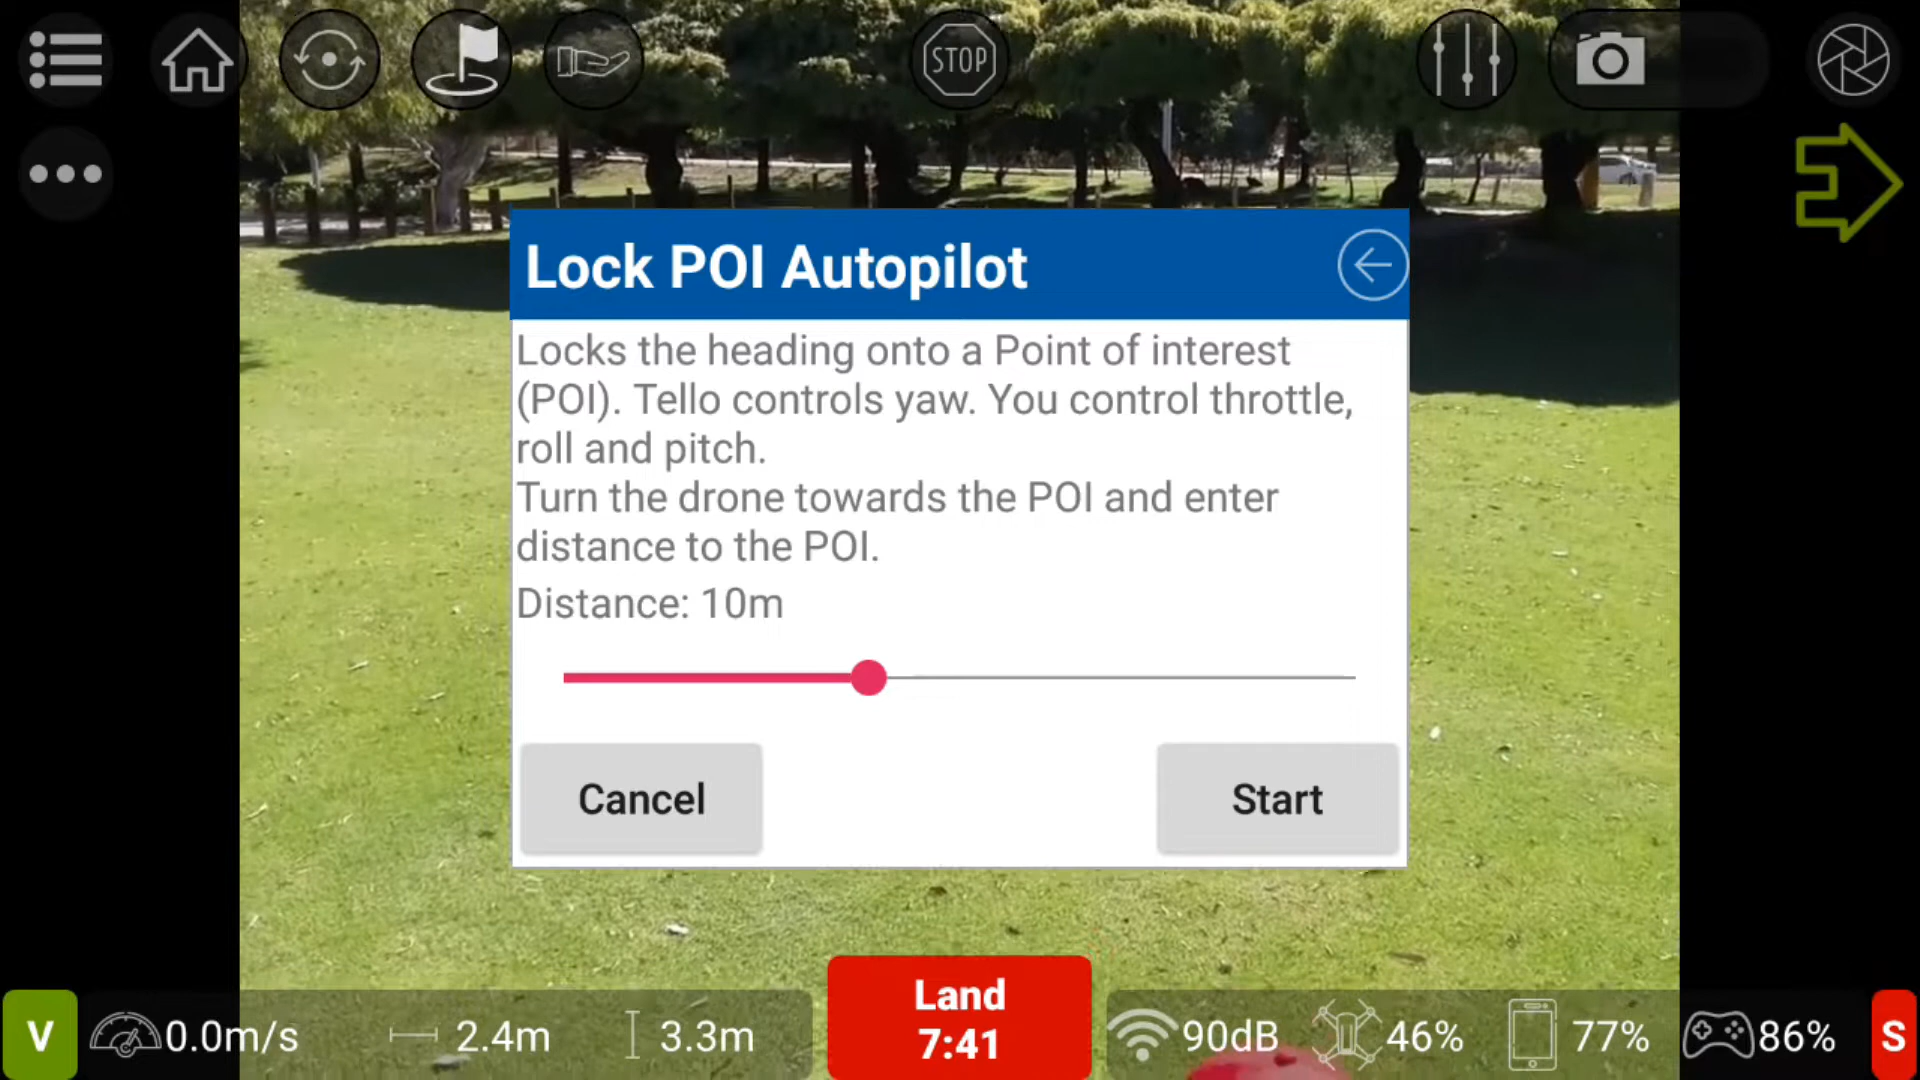 STOP
Lock POI Autopilot
Locks the heading onto a Point of interest
(POI). Tello controls yaw. You control throttle,
roll and pitch.
Turn the drone towards the POI and enter
distance to the POI.
Distance: 10m
Cancel
Start
Land
7:41
V
0.0m/s
2.4m
3.3m
90dB
46%
77%
86%
S